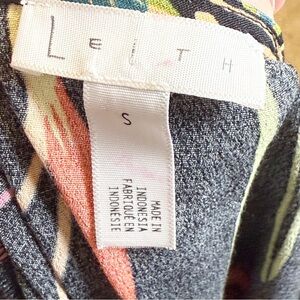 LEITH
S
MADE IN
INDONESIA
FABRIQUÉ EN
INDONÉSIE